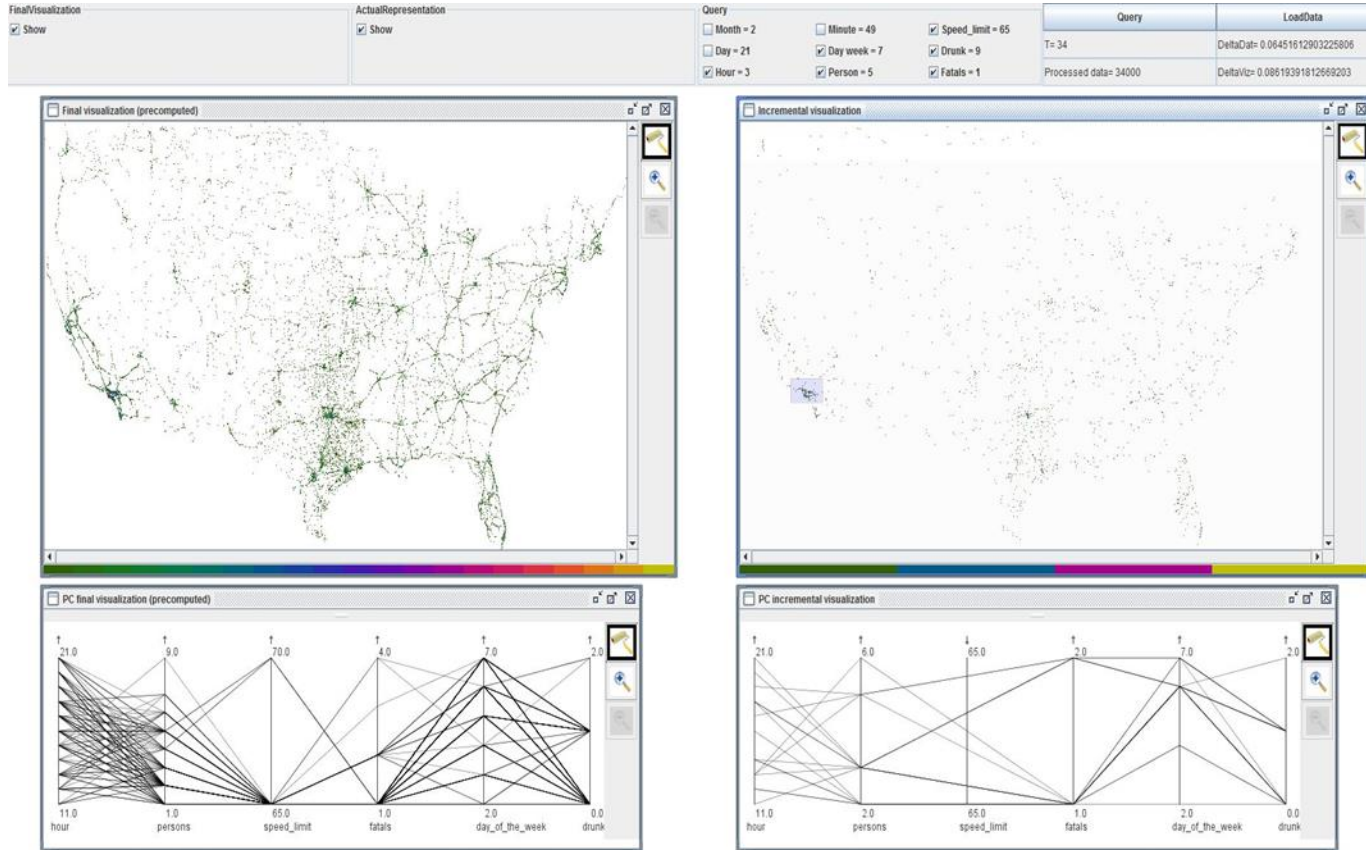 FinalVisualization
Show
ActualRepresentation
Show
Query
Month = 2
Minute = 49
Speed_limit = 65
Day = 21
Day week = 7
Drunk = 9
Hour = 3
Person = 5
Fatals = 1
Query
LoadData
T= 34
DeltaDat= 0.06451612903225806
Processed data= 34000
DeltaViz= 0.08619391812669203
Final visualization (precomputed)
Incremental visualization
PC final visualization (precomputed)
21.0 9.0 70.0 4.0 7.0 2.0
11.0 1.0 65.0 1.0 2.0 0.0
hour persons speed_limit fatals day_of_the_week drunk
PC incremental visualization
21.0 6.0 65.0 2.0 7.0 2.0
11.0 2.0 65.0 1.0 2.0 0.0
hour persons speed_limit fatals day_of_the_week drunk